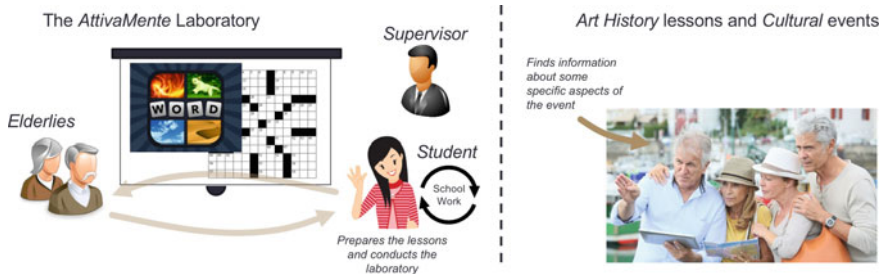 The AttivaMente Laboratory
Supervisor
WORD
Elderlies
Student
School
Work
Prepares the lessons
and conducts the
laboratory
Art History lessons and Cultural events
Finds information
about some
specific aspects of
the event